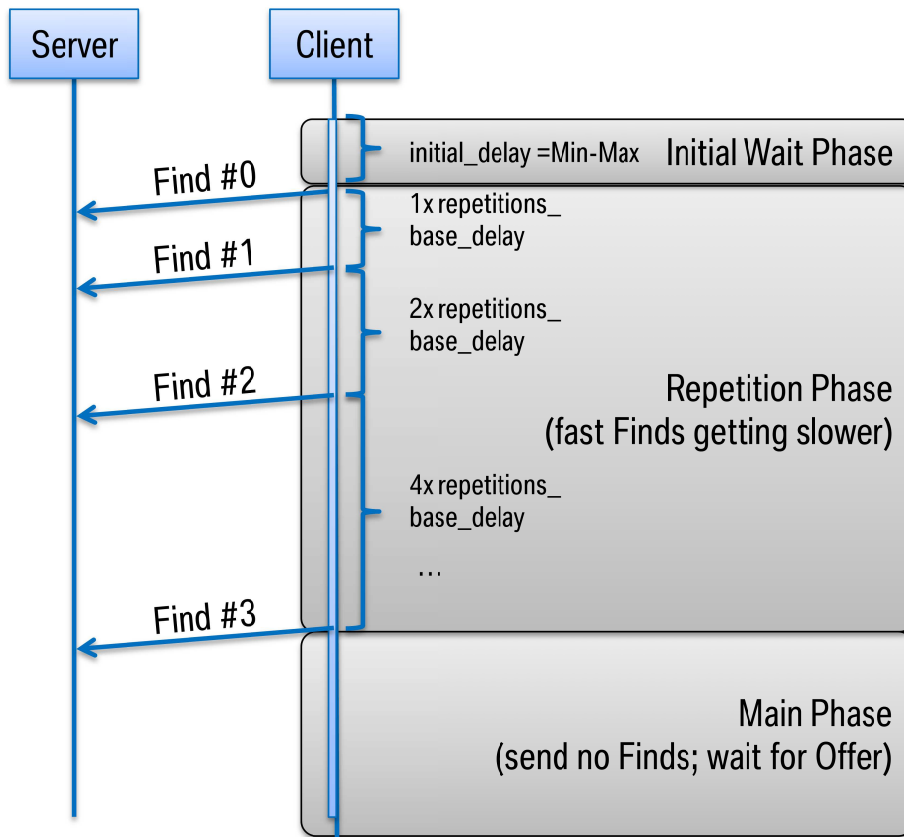 Server
Client
initial_delay =Min-Max
Initial Wait Phase
Find #0
1x repetitions_
base_delay
Find #1
2x repetitions_
base_delay
Find #2
Repetition Phase
(fast Finds getting slower)
4x repetitions_
base_delay
...
Find #3
Main Phase
(send no Finds; wait for Offer)